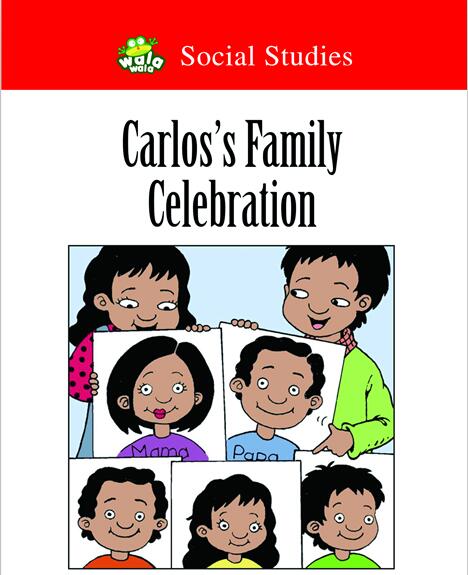 wala
wala
Social Studies
Carlos's Family
Celebration
Mama
Papa